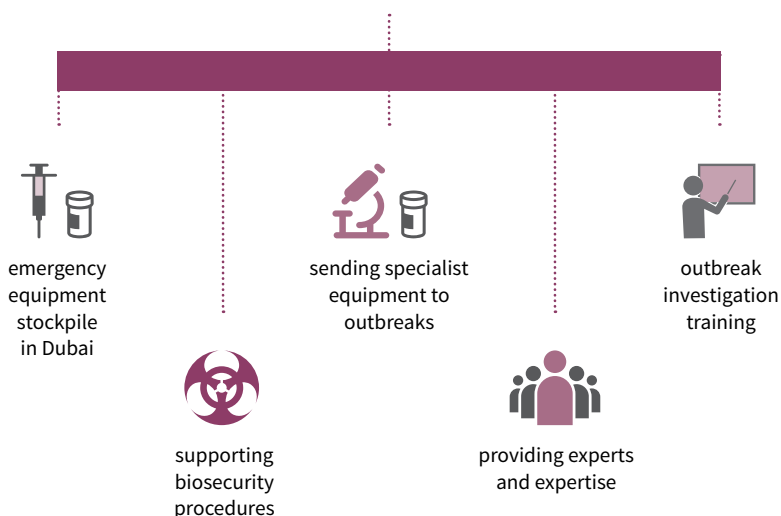 emergency
equipment
stockpile
in Dubai
supporting
biosecurity
procedures
sending specialist
equipment to
outbreaks
providing experts
and expertise
outbreak
investigation
training